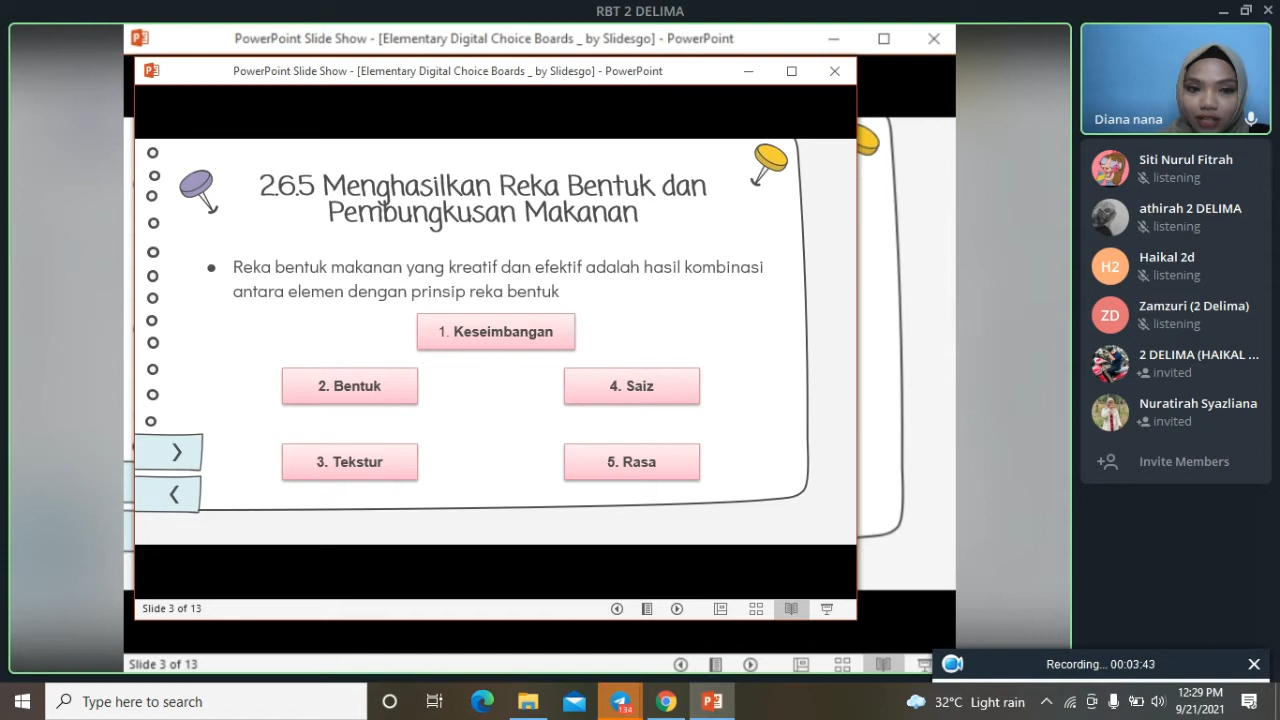 RBT 2 DELIMA
PowerPoint Slide Show - [Elementary Digital Choice Boards _ by Slidesgo] - PowerPoint
PowerPoint Slide Show - [Elementary Digital Choice Boards _ by Slidesgo] - PowerPoint
2.6.5 Menghasilkan Reka Bentuk dan
Pembungkusan Makanan
● Reka bentuk makanan yang kreatif dan efektif adalah hasil kombinasi
antara elemen dengan prinsip reka bentuk
1. Keseimbangan
2. Bentuk
4. Saiz
3. Tekstur
5. Rasa
Slide 3 of 13
Slide 3 of 13
Diana nana
Siti Nurul Fitrah
listening
athirah 2 DELIMA
listening
H2
Haikal 2d
listening
ZD
Zamzuri (2 Delima)
listening
2 DELIMA (HAIKAL ...
invited
Nuratirah Syazliana
invited
Invite Members
Recording... 00:03:43
Type here to search
134
32°C Light rain
12:29 PM
9/21/2021